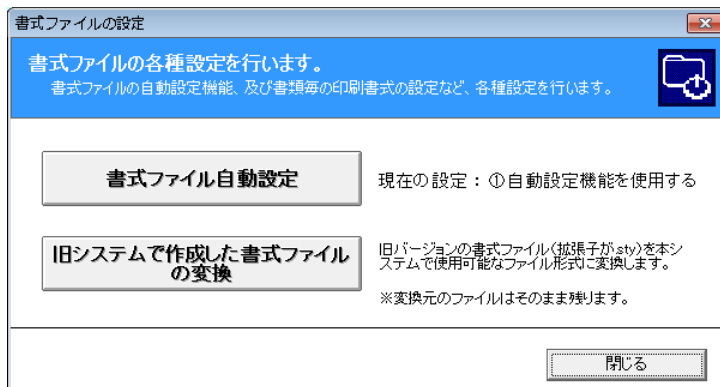 書式ファイルの設定
書式ファイルの各種設定を行います。
書式ファイルの自動設定機能、及び書類毎の印刷書式の設定など、各種設定を行います。
書式ファイル自動設定
現在の設定：①自動設定機能を使用する
旧システムで作成した書式ファイル
の変換
旧バージョンの書式ファイル(拡張子が.sty)を本シ
ステムで使用可能なファイル形式に変換します。
※変換元のファイルはそのまま残ります。
閉じる